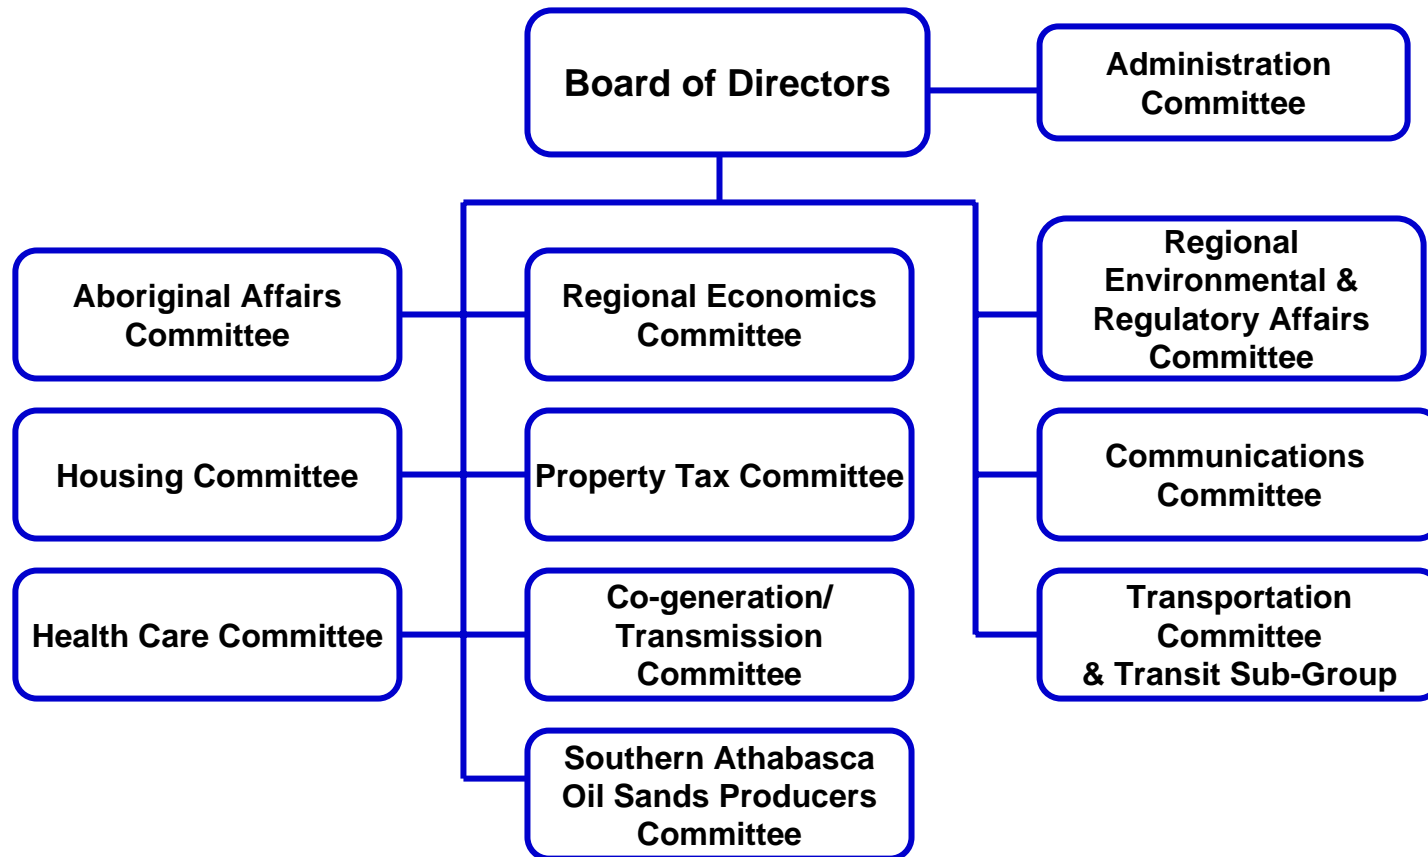 Board of Directors
Administration
Committee
Aboriginal Affairs
Committee
Regional Economics
Committee
Regional
Environmental &
Regulatory Affairs
Committee
Housing Committee
Property Tax Committee
Communications
Committee
Health Care Committee
Co-generation/
Transmission
Committee
Transportation
Committee
& Transit Sub-Group
Southern Athabasca
Oil Sands Producers
Committee